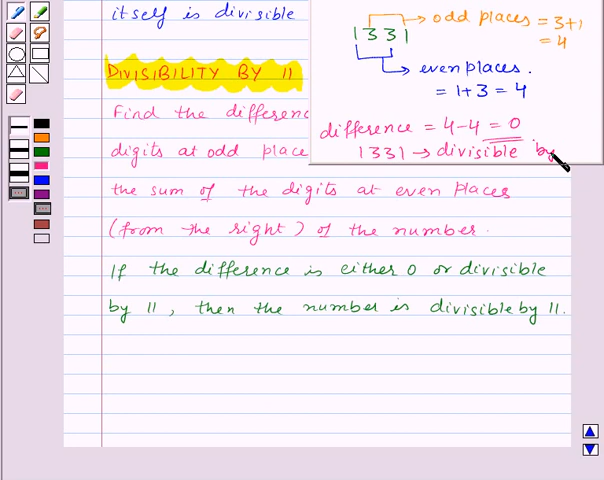 itself is divisible
DIVISIBILITY BY 11
Find the differenc
digits at odd place
the sum of the digits at even places
(from the right) of the number.
If the difference is either 0 or divisible
by 11, then the number is divisible by 11.
odd places = 3+1
= 4
1331
even places.
= 1+3 = 4
difference = 4-4 = 0
1331 → divisible by